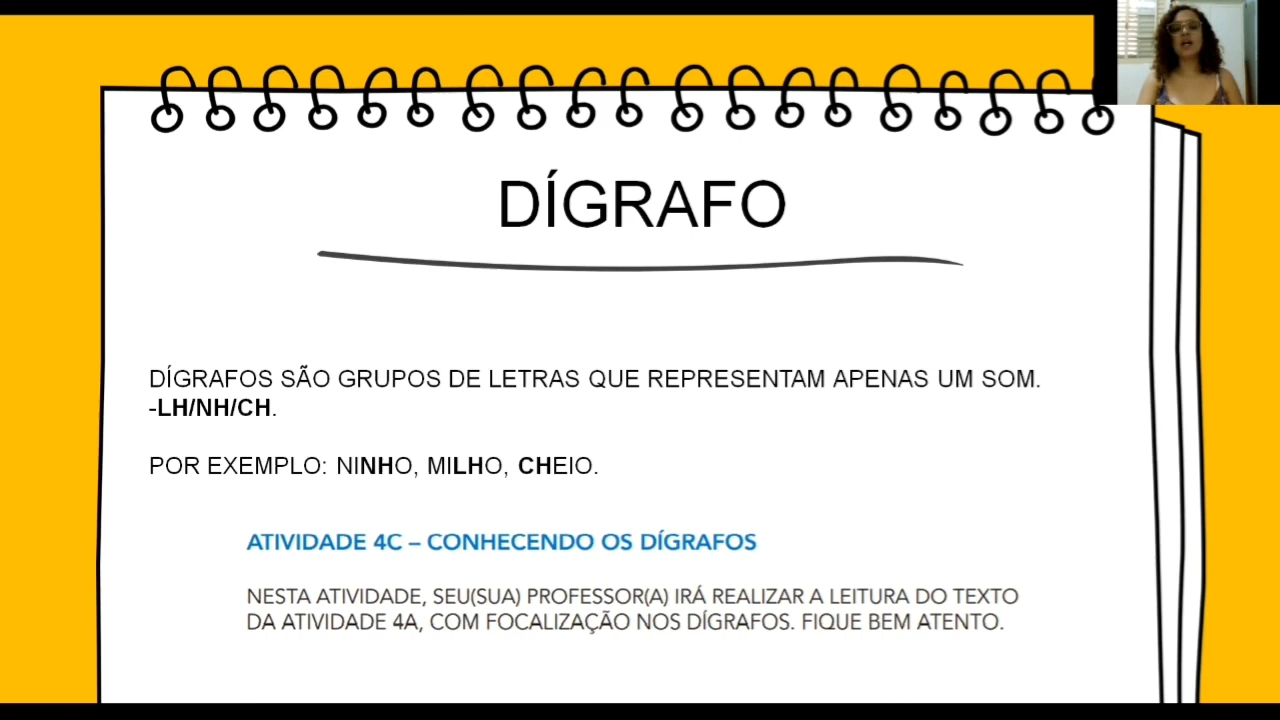 DÍGRAFO
DÍGRAFOS SÃO GRUPOS DE LETRAS QUE REPRESENTAM APENAS UM SOM.
-LH/NH/CH.
POR EXEMPLO: NINHO, MILHO, CHEIO.
ATIVIDADE 4C – CONHECENDO OS DÍGRAFOS
NESTA ATIVIDADE, SEU(SUA) PROFESSOR(A) IRÁ REALIZAR A LEITURA DO TEXTO
DA ATIVIDADE 4A, COM FOCALIZAÇÃO NOS DÍGRAFOS. FIQUE BEM ATENTO.